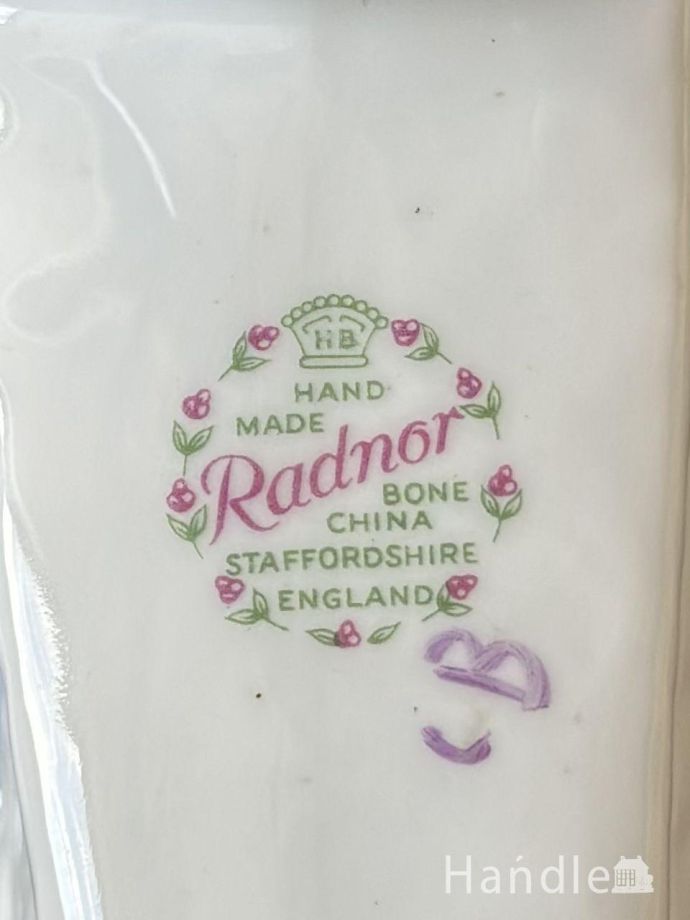 HB
HAND
MADE
Radnor
BONE
CHINA
STAFFORDSHIRE
ENGLAND
Handle